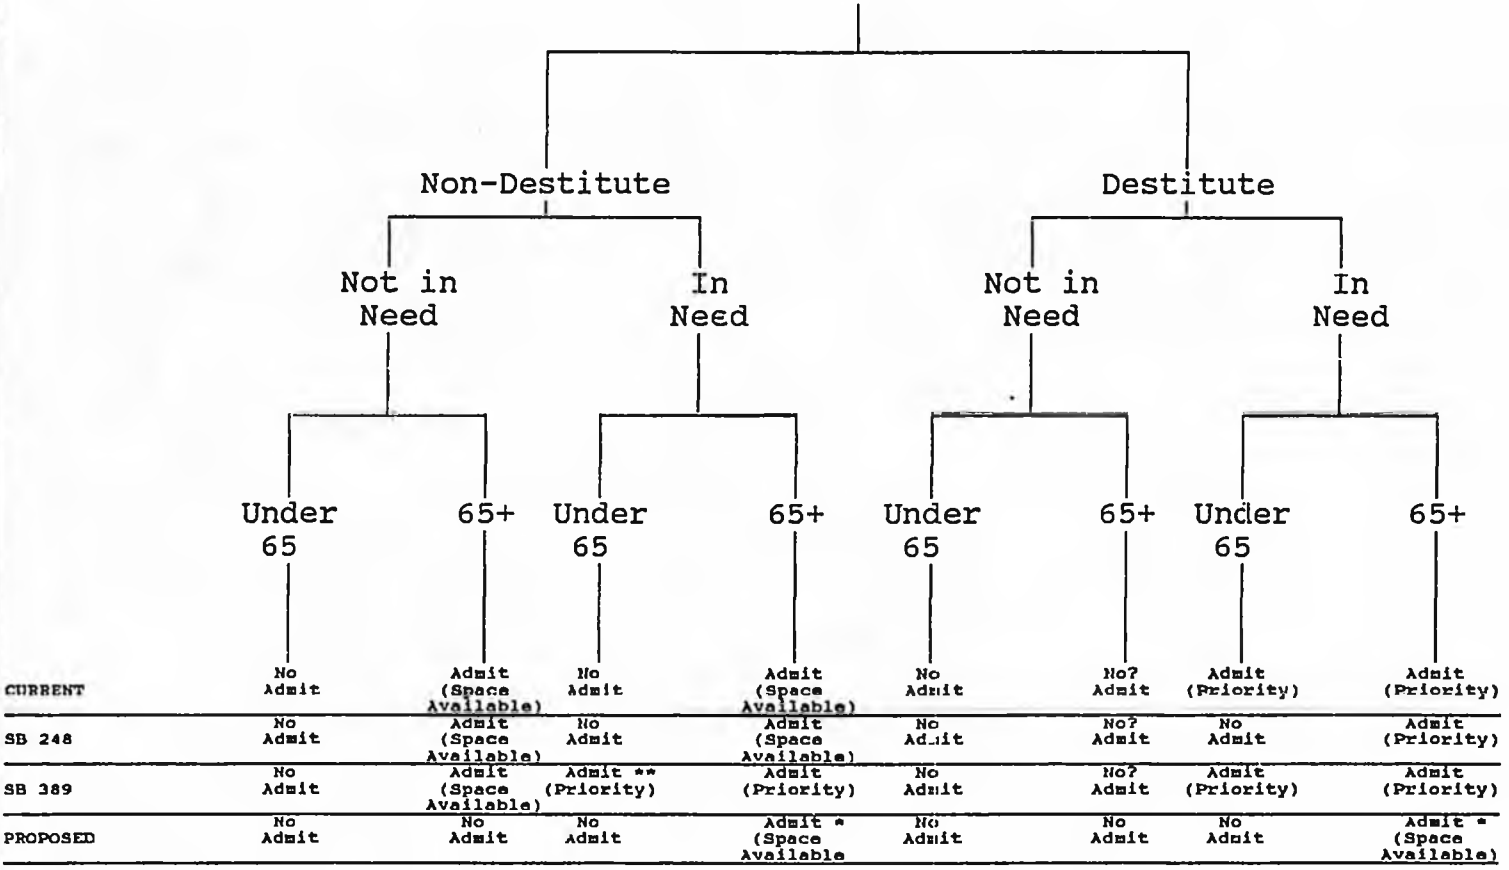 Non-Destitute Destitute
Not in In Not in In
Need Need Need Need
Under 65+ Under 65+ Under 65+ Under 65+
65 65 65 65
No Admit No Admit No No? Admit Admit
CURRENT Admit (Space Admit (Space Admit Admit (Priority) (Priority)
Available) Available)
No Admit No Admit No No? No Admit
SB 248 Admit (Space Admit (Space Admit Admit Admit (Priority)
Available) Available)
No Admit Admit ** Admit No No? Admit Admit
SB 389 Admit (Space (Priority) (Priority) Admit Admit (Priority) (Priority)
Available)
No No No Admit * No No No Admit *
PROPOSED Admit Admit Admit (Space Admit Admit Admit (Space
Available Available)